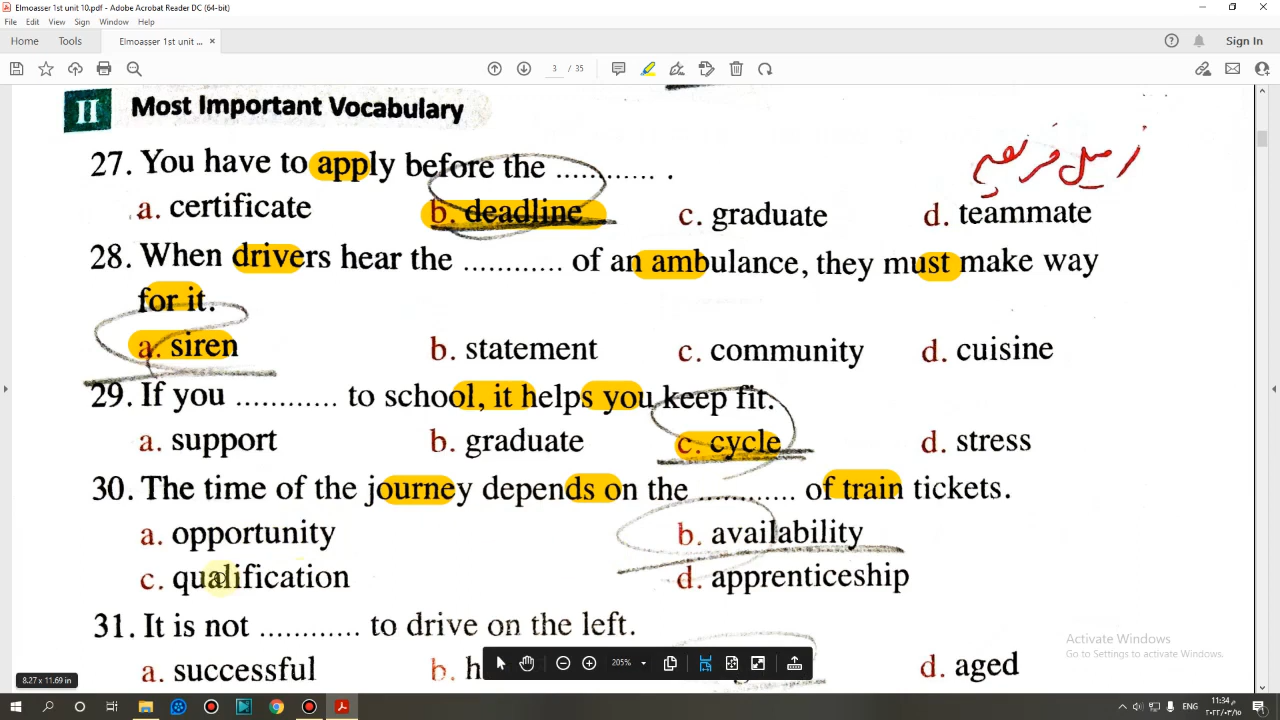 Elmoasser 1st unit 10.pdf - Adobe Acrobat Reader DC (64-bit)
File Edit View Sign Window Help
Home Tools Elmoasser 1st unit ... × Sign In
3 / 35
II Most Important Vocabulary
زميل فريق
27. You have to apply before the ............ .
a. certificate b. deadline c. graduate d. teammate
28. When drivers hear the ............ of an ambulance, they must make way
for it.
a. siren b. statement c. community d. cuisine
29. If you ............ to school, it helps you keep fit.
a. support b. graduate c. cycle d. stress
30. The time of the journey depends on the ............ of train tickets.
a. opportunity b. availability
c. qualification d. apprenticeship
31. It is not ............ to drive on the left.
a. successful b. h d. aged
Activate Windows
Go to Settings to activate Windows.
205%
8.27 x 11.69 in
ENG 11:34 م